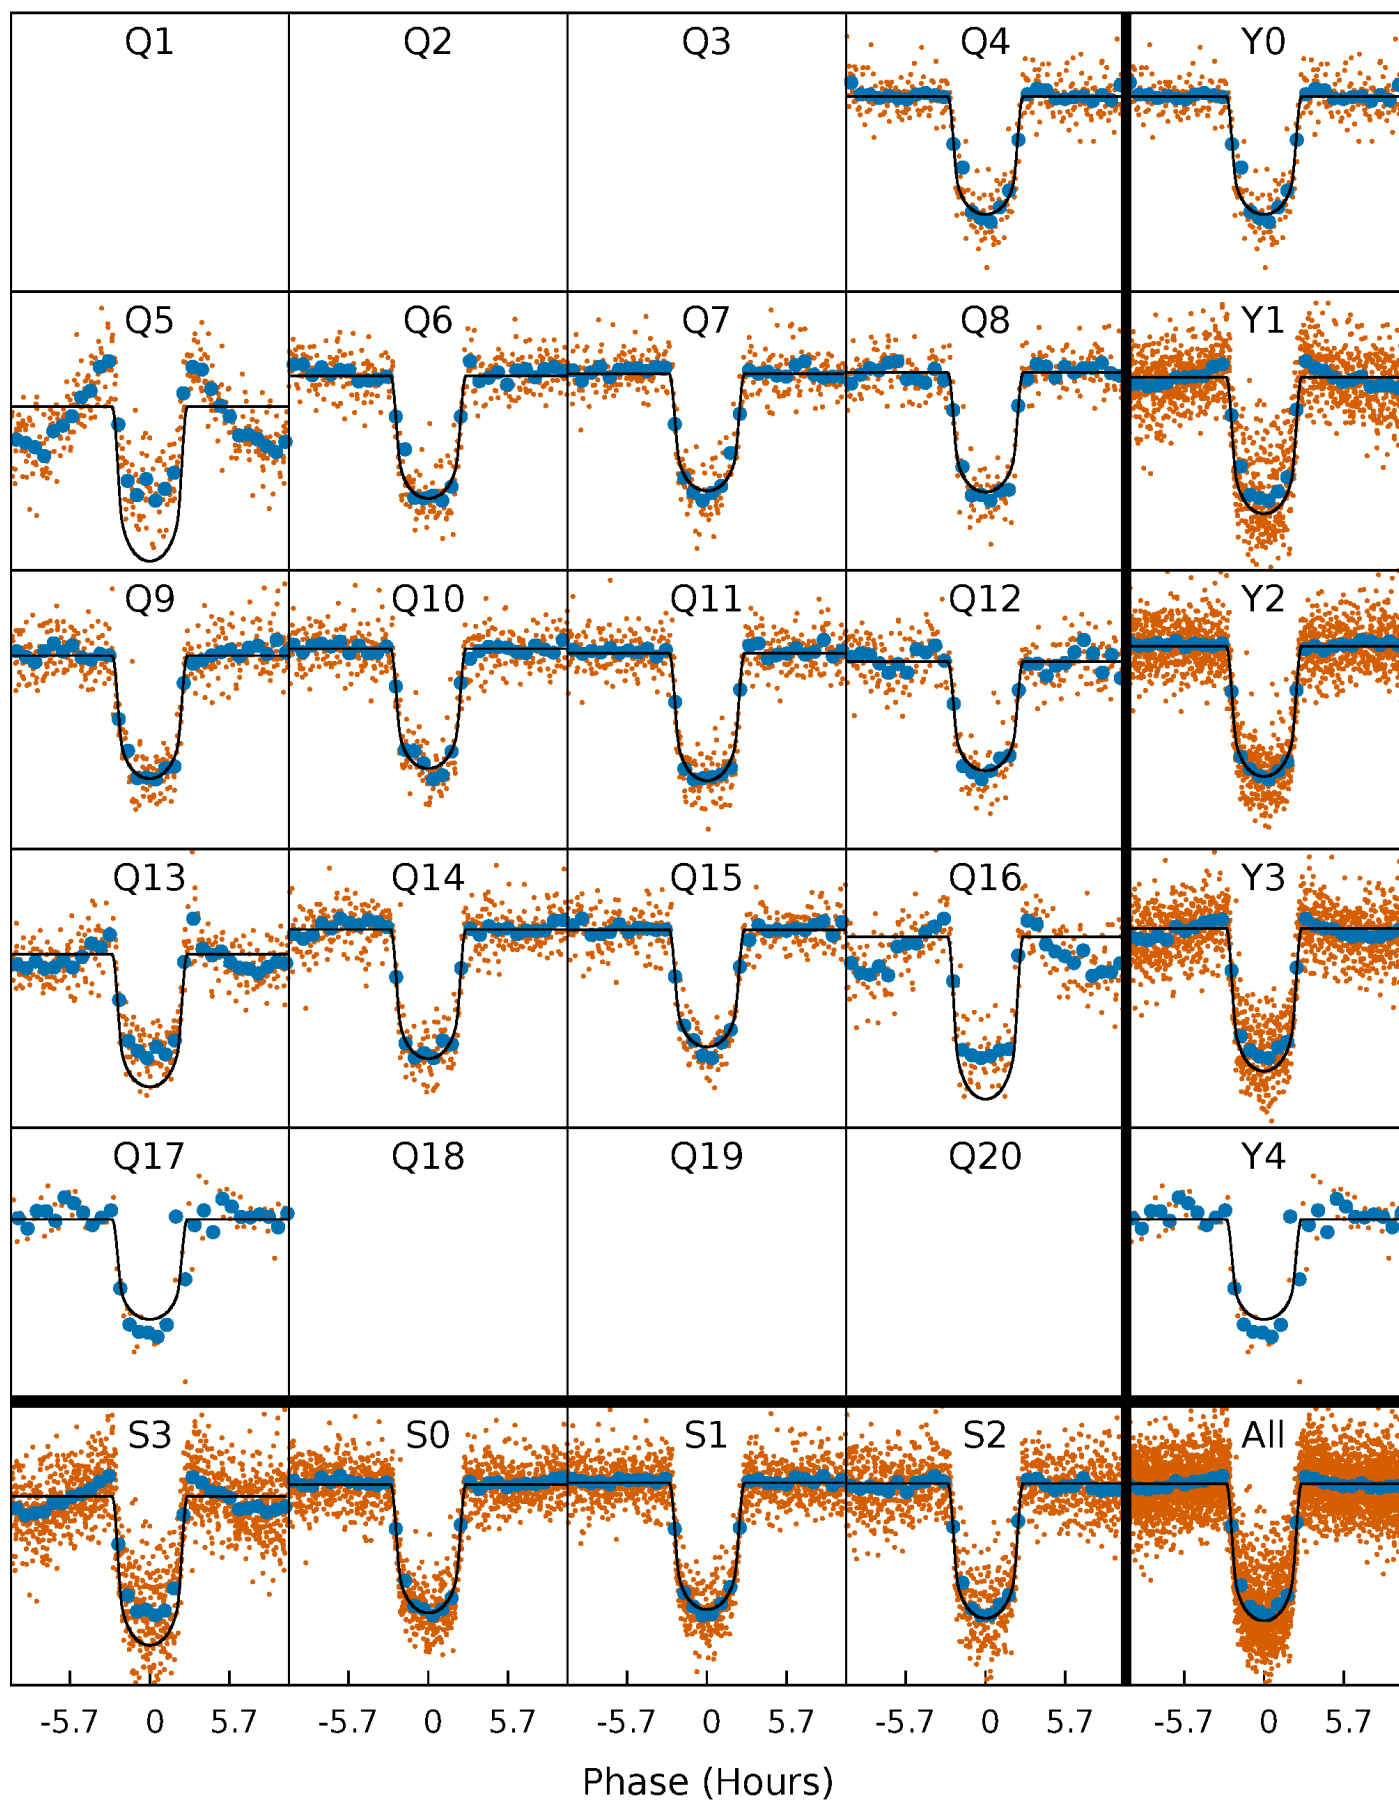 Q1 Q2 Q3 Q4 Y0
Q5 Q6 Q7 Q8 Y1
Q9 Q10 Q11 Q12 Y2
Q13 Q14 Q15 Q16 Y3
Q17 Q18 Q19 Q20 Y4
S3 S0 S1 S2 All
-5.7 0 5.7 -5.7 0 5.7 -5.7 0 5.7 -5.7 0 5.7 -5.7 0 5.7
Phase (Hours)